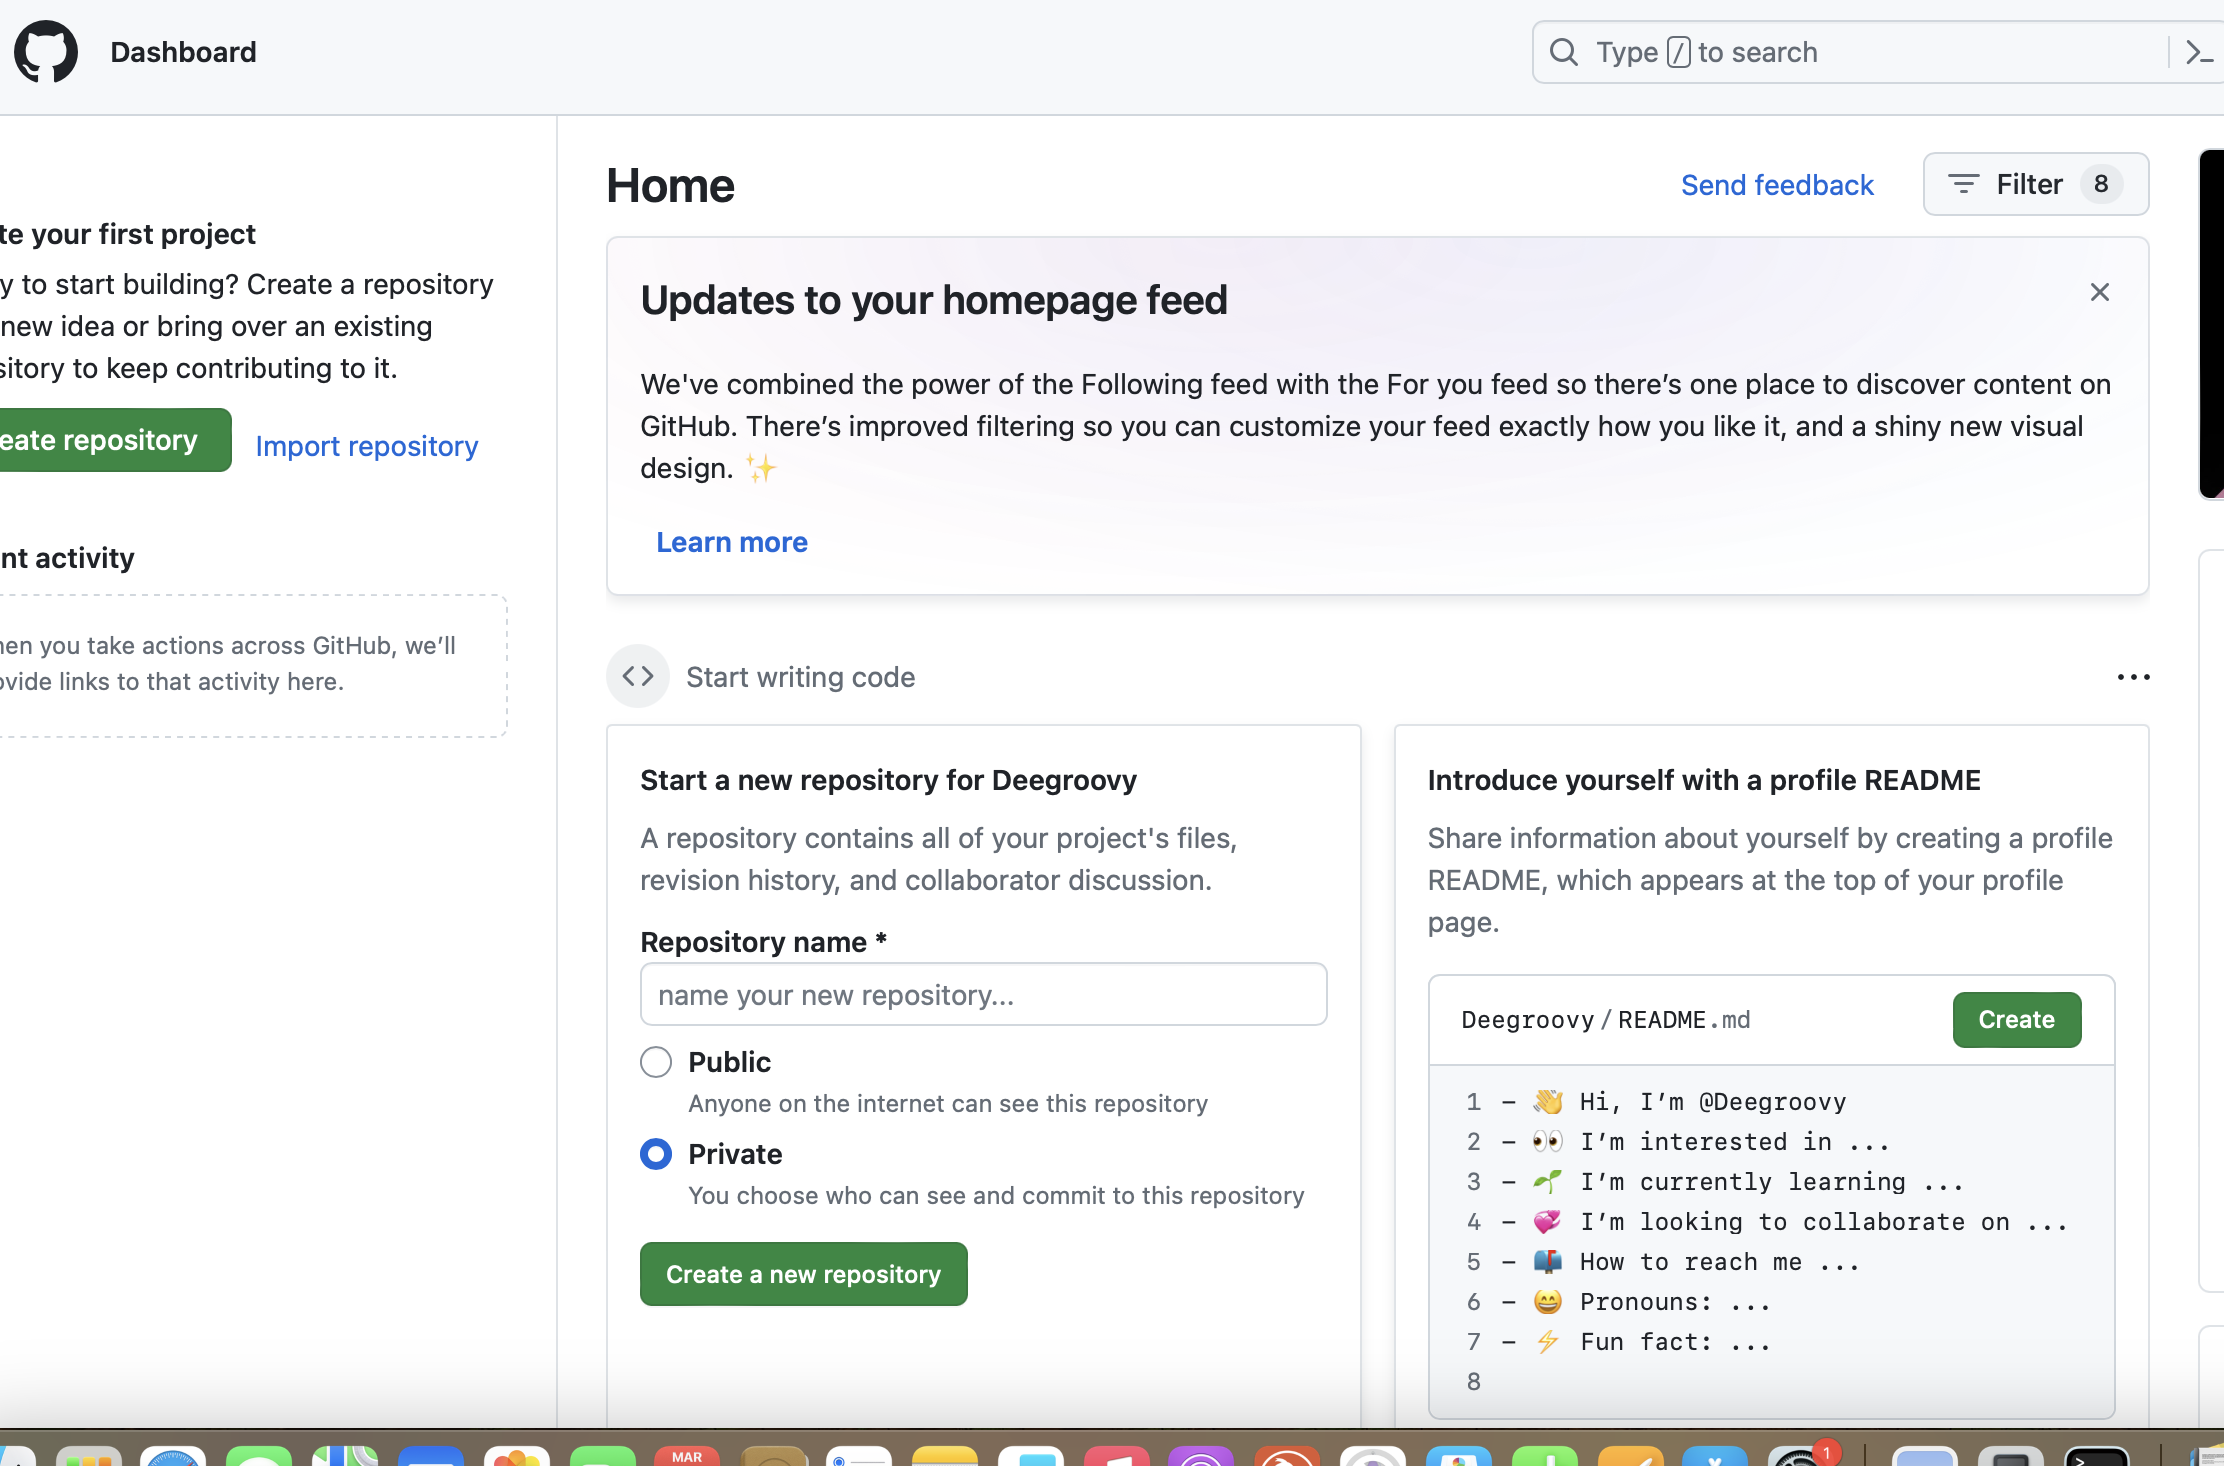 Dashboard
Type / to search
te your first project
y to start building? Create a repository
new idea or bring over an existing
sitory to keep contributing to it.
eate repository
Import repository
nt activity
hen you take actions across GitHub, we’ll
ovide links to that activity here.
Home
Send feedback
Filter 8
Updates to your homepage feed
We've combined the power of the Following feed with the For you feed so there’s one place to discover content on
GitHub. There’s improved filtering so you can customize your feed exactly how you like it, and a shiny new visual
design. ✨
Learn more
Start writing code
Start a new repository for Deegroovy
A repository contains all of your project's files,
revision history, and collaborator discussion.
Repository name *
name your new repository...
Public
Anyone on the internet can see this repository
Private
You choose who can see and commit to this repository
Create a new repository
Introduce yourself with a profile README
Share information about yourself by creating a profile
README, which appears at the top of your profile
page.
Deegroovy/README.md
Create
1 - 👋 Hi, I’m @Deegroovy
2 - 👀 I’m interested in ...
3 - 🌱 I’m currently learning ...
4 - 💞️ I’m looking to collaborate on ...
5 - 📫 How to reach me ...
6 - 😄 Pronouns: ...
7 - ⚡ Fun fact: ...
8
MAR
1